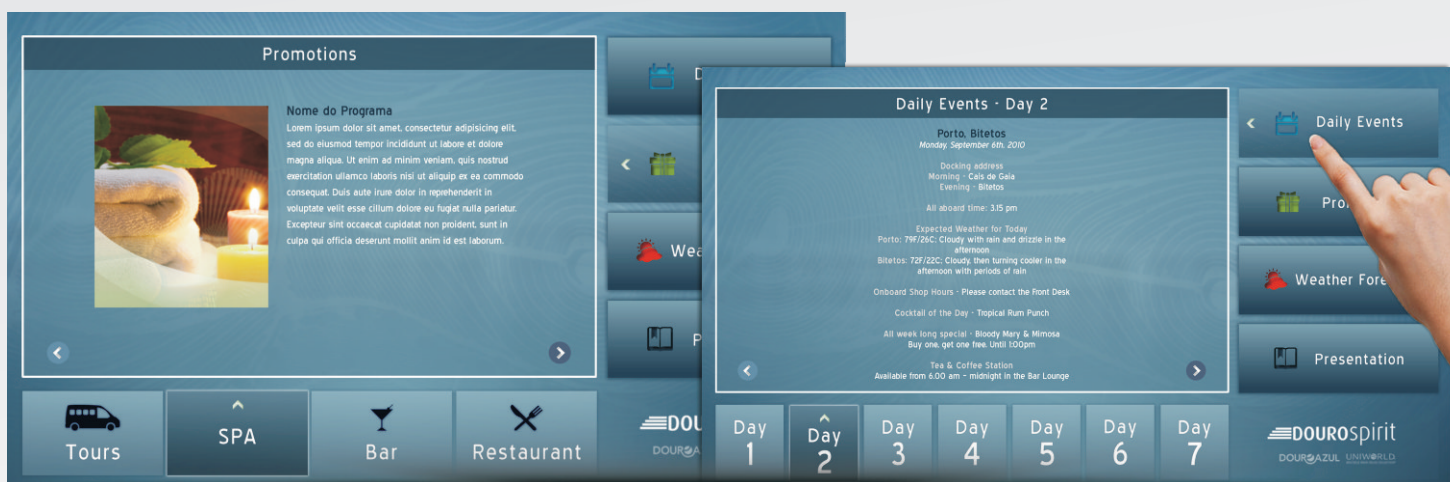 Promotions
Nome do Programa
Lorem ipsum dolor sit amet, consectetur adipisicing elit,
sed do eiusmod tempor incididunt ut labore et dolore
magna aliqua. Ut enim ad minim veniam, quis nostrud
exercitation ullamco laboris nisi ut aliquip ex ea commodo
consequat. Duis aute irure dolor in reprehenderit in
voluptate velit esse cillum dolore eu fugiat nulla pariatur.
Excepteur sint occaecat cupidatat non proident, sunt in
culpa qui officia deserunt mollit anim id est laborum.
D
Wea
P
Tours
SPA
Bar
Restaurant
DOU
DOUROA
Daily Events - Day 2
Porto, Bitetos
Monday, September 6th, 2010
Docking address
Morning - Cais de Gaia
Evening - Bitetos
All aboard time: 3.15 pm
Expected Weather for Today
Porto: 79F/26C: Cloudy with rain and drizzle in the
afternoon
Bitetos: 72F/22C: Cloudy, then turning cooler in the
afternoon with periods of rain
Onboard Shop Hours - Please contact the Front Desk
Cocktail of the Day - Tropical Rum Punch
All week long special - Bloody Mary & Mimosa
Buy one, get one free. Until 1:00pm
Tea & Coffee Station
Available from 6.00 am - midnight in the Bar Lounge
Daily Events
Pro
Weather Fore
Presentation
Day 1
Day 2
Day 3
Day 4
Day 5
Day 6
Day 7
DOUROspirit
DOUROAZUL UNIWORLD